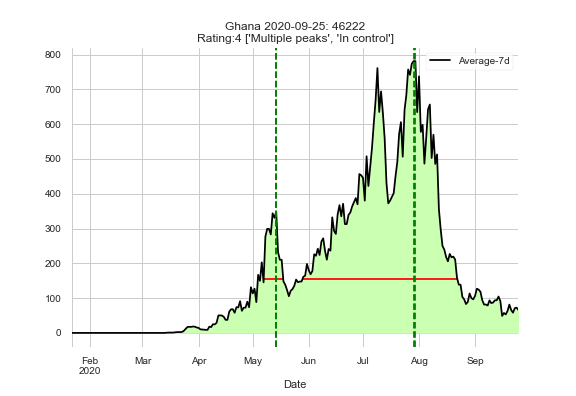 Ghana 2020-09-25: 46222
Rating:4 ['Multiple peaks', 'In control']
Average-7d
800
700
600
500
400
300
200
100
0
Feb Mar Apr May Jun Jul Aug Sep
2020
Date